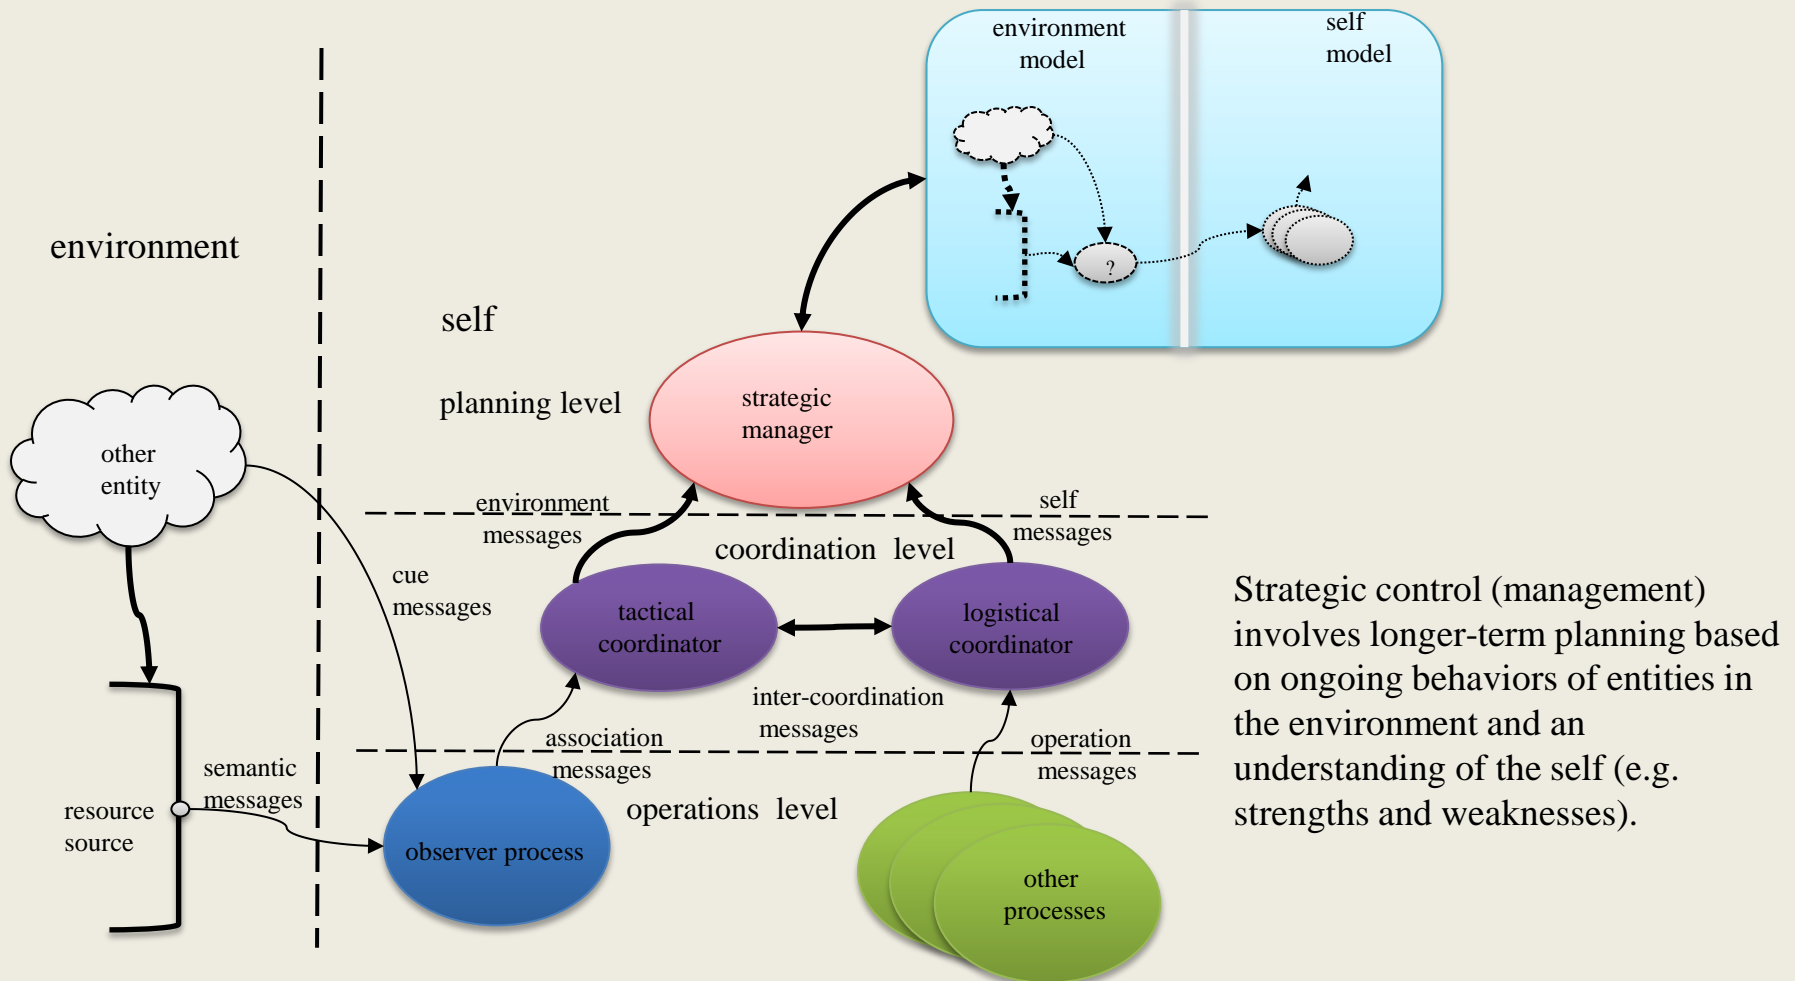 environment
model
self
model
?
environment
self
planning level
strategic
manager
other
entity
environment
messages
self
messages
coordination level
cue
messages
tactical
coordinator
logistical
coordinator
inter-coordination
messages
association
messages
operation
messages
semantic
messages
resource
source
operations level
observer process
other
processes
Strategic control (management)
involves longer-term planning based
on ongoing behaviors of entities in
the environment and an
understanding of the self (e.g.
strengths and weaknesses).